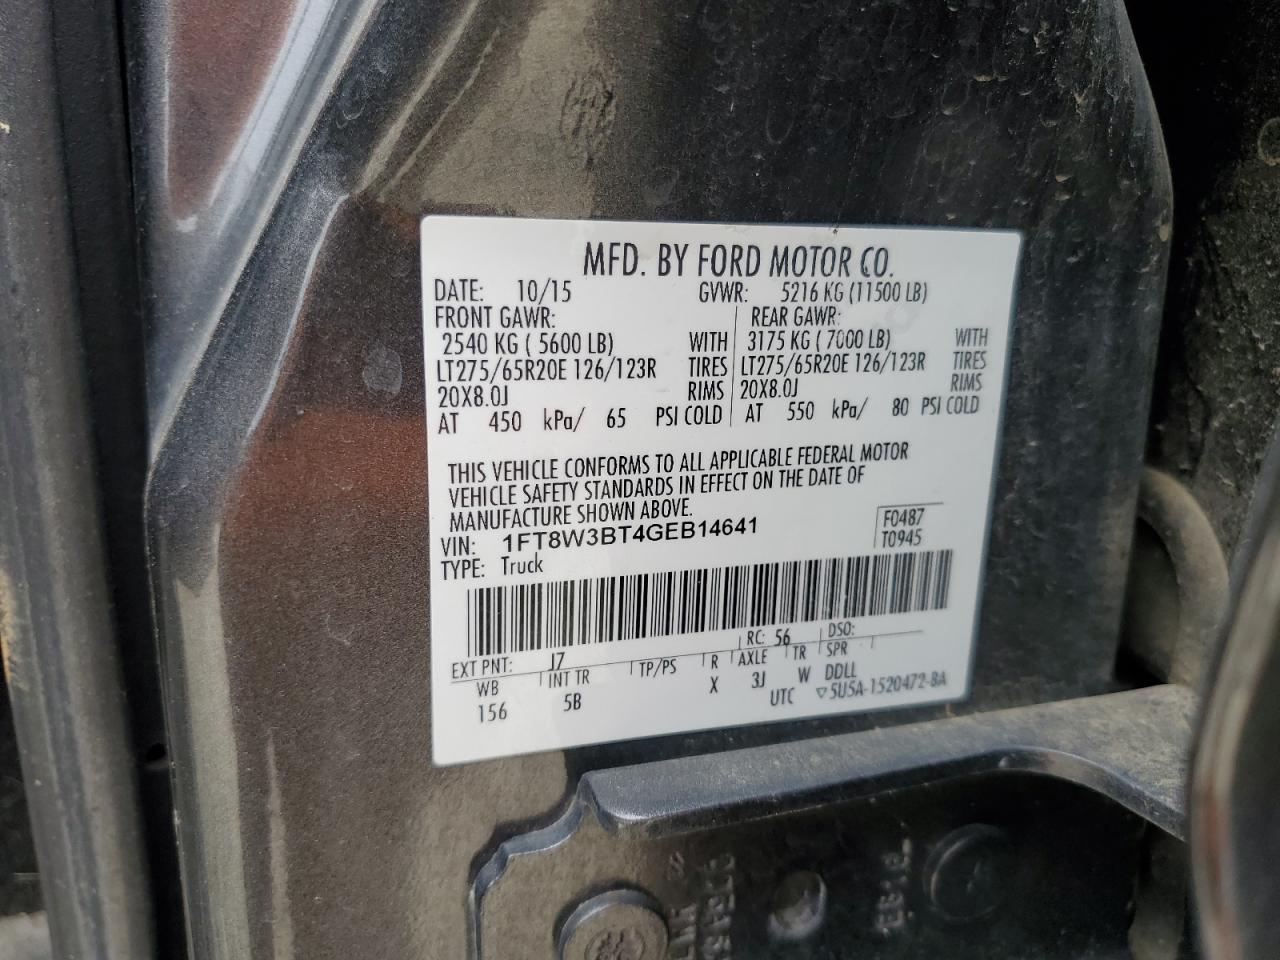 MFD. BY FORD MOTOR CO.
DATE: 10/15 GVWR: 5216 KG (11500 LB)
FRONT GAWR: REAR GAWR:
2540 KG ( 5600 LB) WITH 3175 KG ( 7000 LB) WITH
LT275/65R20E 126/123R TIRES LT275/65R20E 126/123R TIRES
20X8.0J RIMS 20X8.0J RIMS
AT 450 kPa/ 65 PSI COLD AT 550 kPa/ 80 PSI COLD
THIS VEHICLE CONFORMS TO ALL APPLICABLE FEDERAL MOTOR
VEHICLE SAFETY STANDARDS IN EFFECT ON THE DATE OF
MANUFACTURE SHOWN ABOVE.
VIN: 1FT8W3BT4GEB14641 F0487
TYPE: Truck T0945
RC: 56 DSO:
EXT PNT: J7
WB INT TR TP/PS R AXLE TR SPR
156 5B X 3J W DDLL
UTC ▽5U5A-1520472-BA